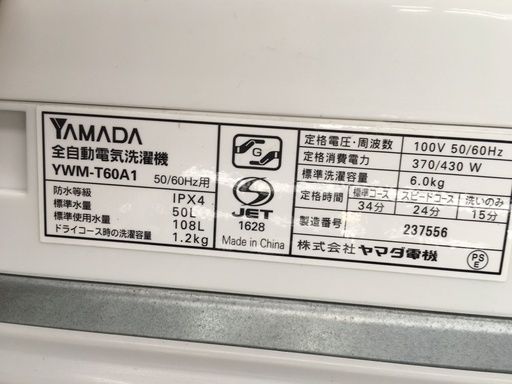 YAMADA
全自動電気洗濯機
YWM-T60A1 50/60Hz用
防水等級 IPX4
標準水量 50L
標準使用水量 108L
ドライコース時の洗濯容量 1.2kg
G
S
JET
1628
Made in China
定格電圧・周波数 100V 50/60Hz
定格消費電力 370/430 W
標準洗濯容量 6.0kg
定格時間 標準コース スピードコース 洗いのみ
34分 24分 15分
製造番号 237556
株式会社 ヤマダ電機
PSE